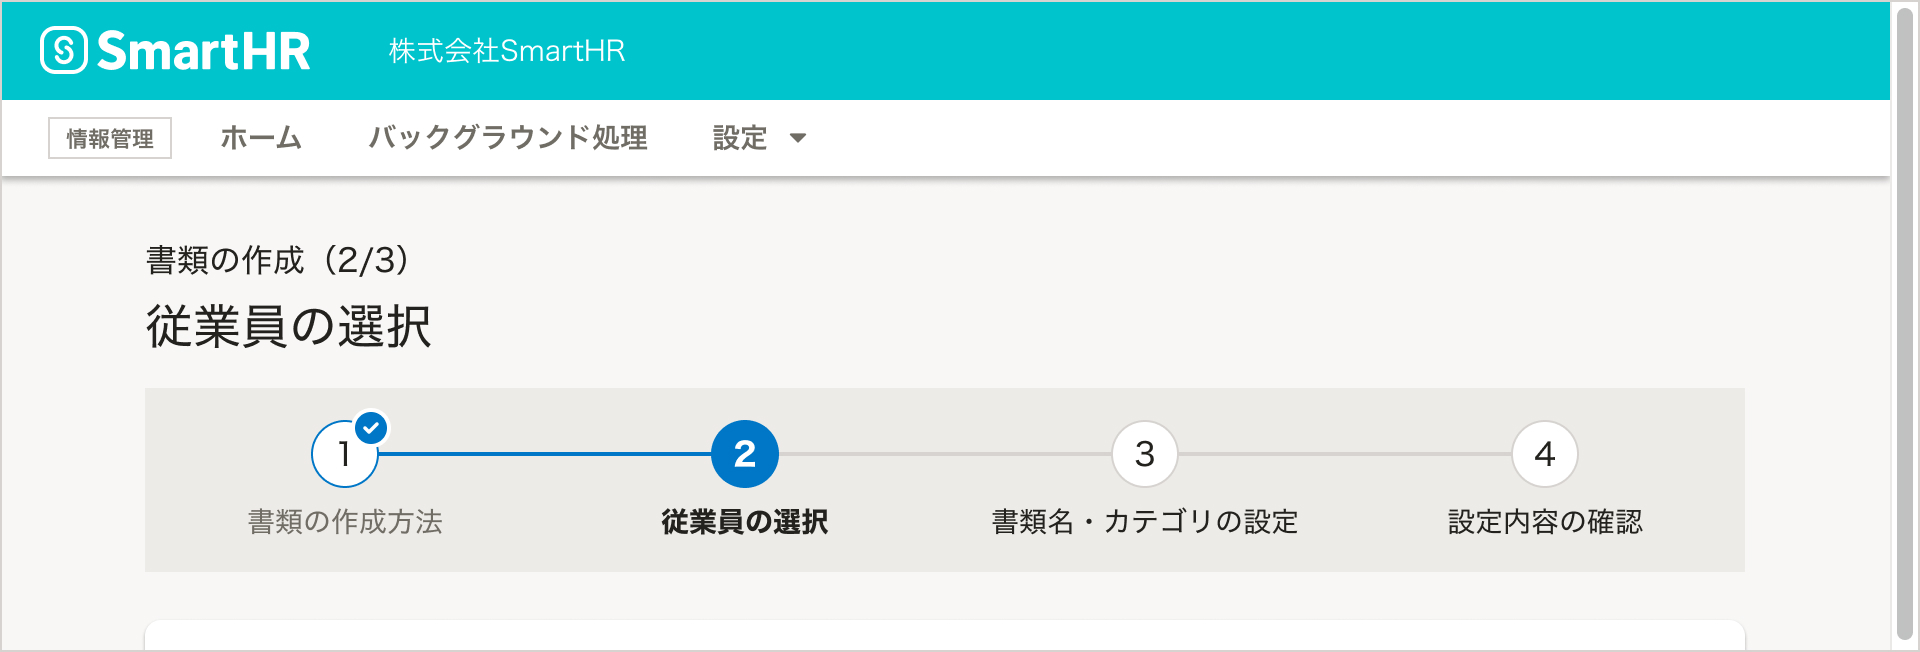 SmartHR 株式会社SmartHR
情報管理 ホーム バックグラウンド処理 設定
書類の作成（2/3）
従業員の選択
1 2 3 4
書類の作成方法 従業員の選択 書類名・カテゴリの設定 設定内容の確認